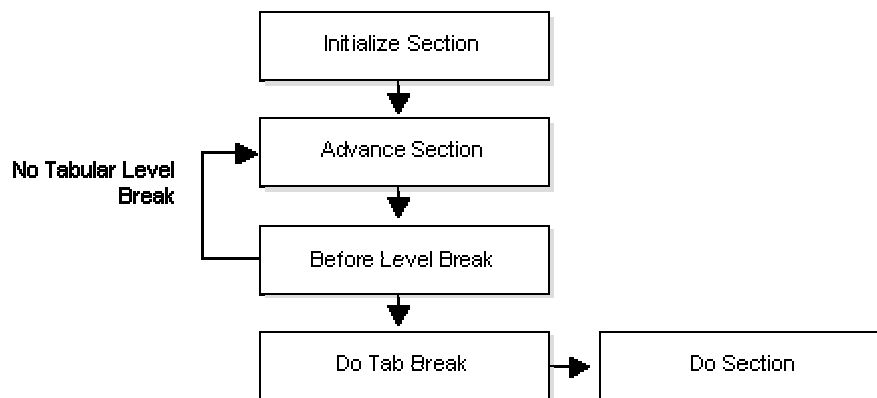 Initialize Section
Advance Section
No Tabular Level
Break
Before Level Break
Do Tab Break
Do Section